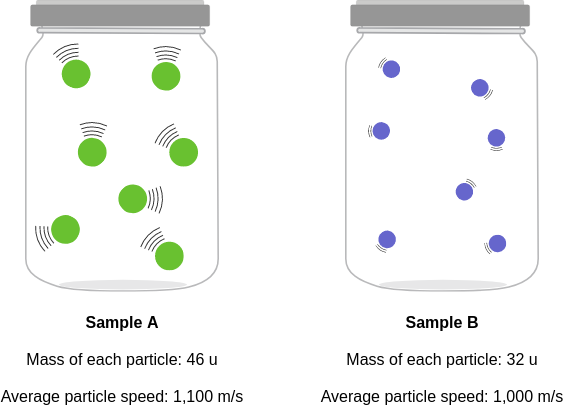 Sample A
Mass of each particle: 46 u
Average particle speed: 1,100 m/s
Sample B
Mass of each particle: 32 u
Average particle speed: 1,000 m/s